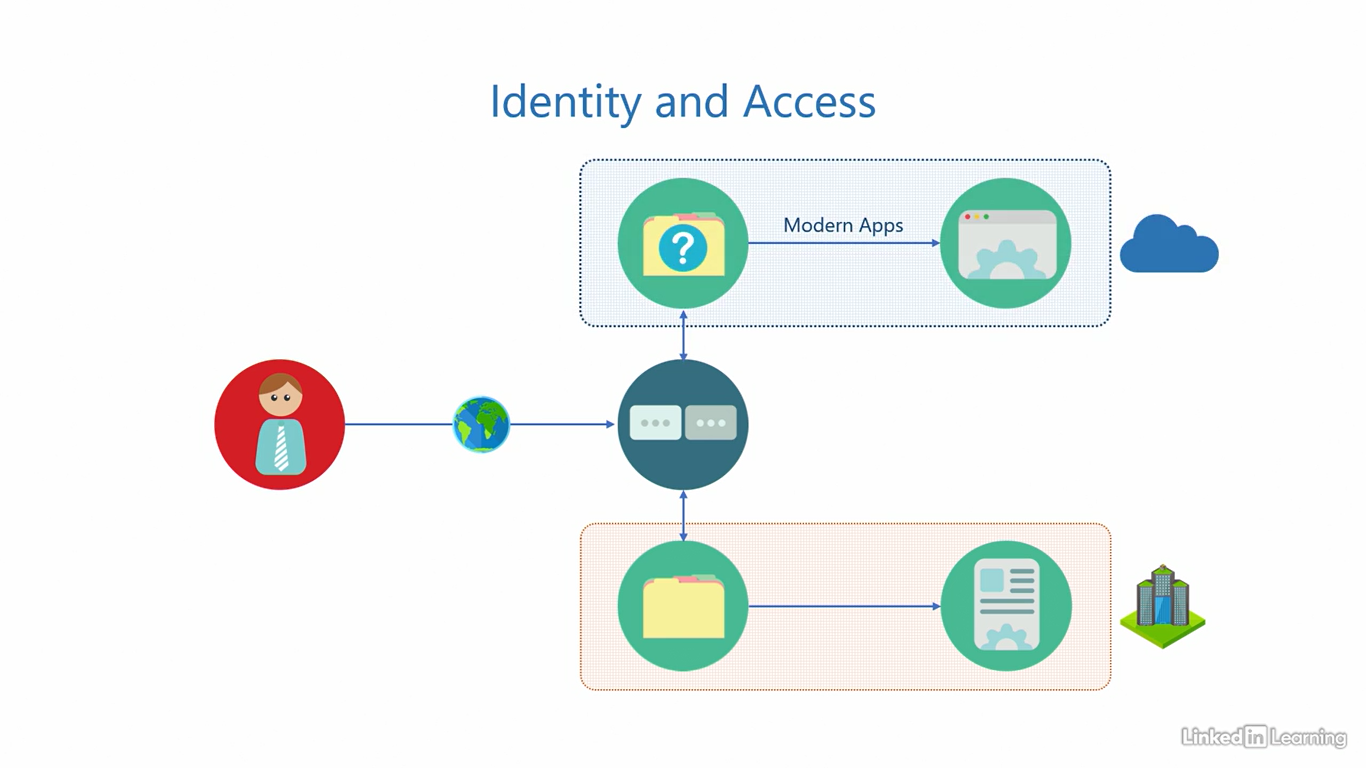 Identity and Access
Modern Apps
?
LinkedIn Learning